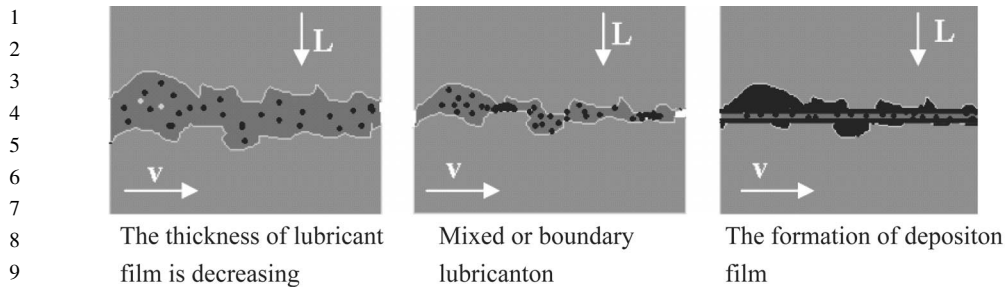 1
2
3
4
5
6
7
8
9
L
v
L
v
L
v
The thickness of lubricant
film is decreasing
Mixed or boundary
lubricanton
The formation of depositon
film